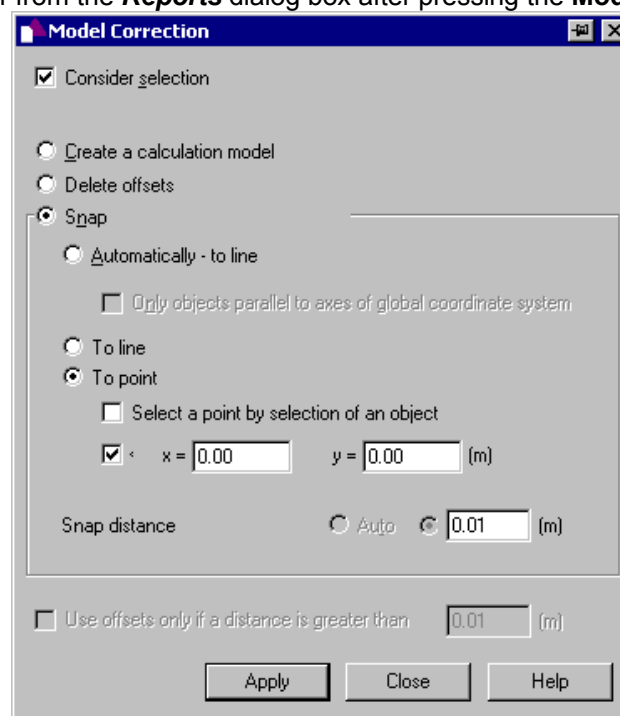 from the Reports dialog box after pressing the
Model Correction
Consider selection
Create a calculation model
Delete offsets
Snap
Automatically - to line
Only objects parallel to axes of global coordinate system
To line
To point
Select a point by selection of an object
x = 0.00 y = 0.00 (m)
Snap distance Auto 0.01 (m)
Use offsets only if a distance is greater than 0.01 (m)
Apply Close Help